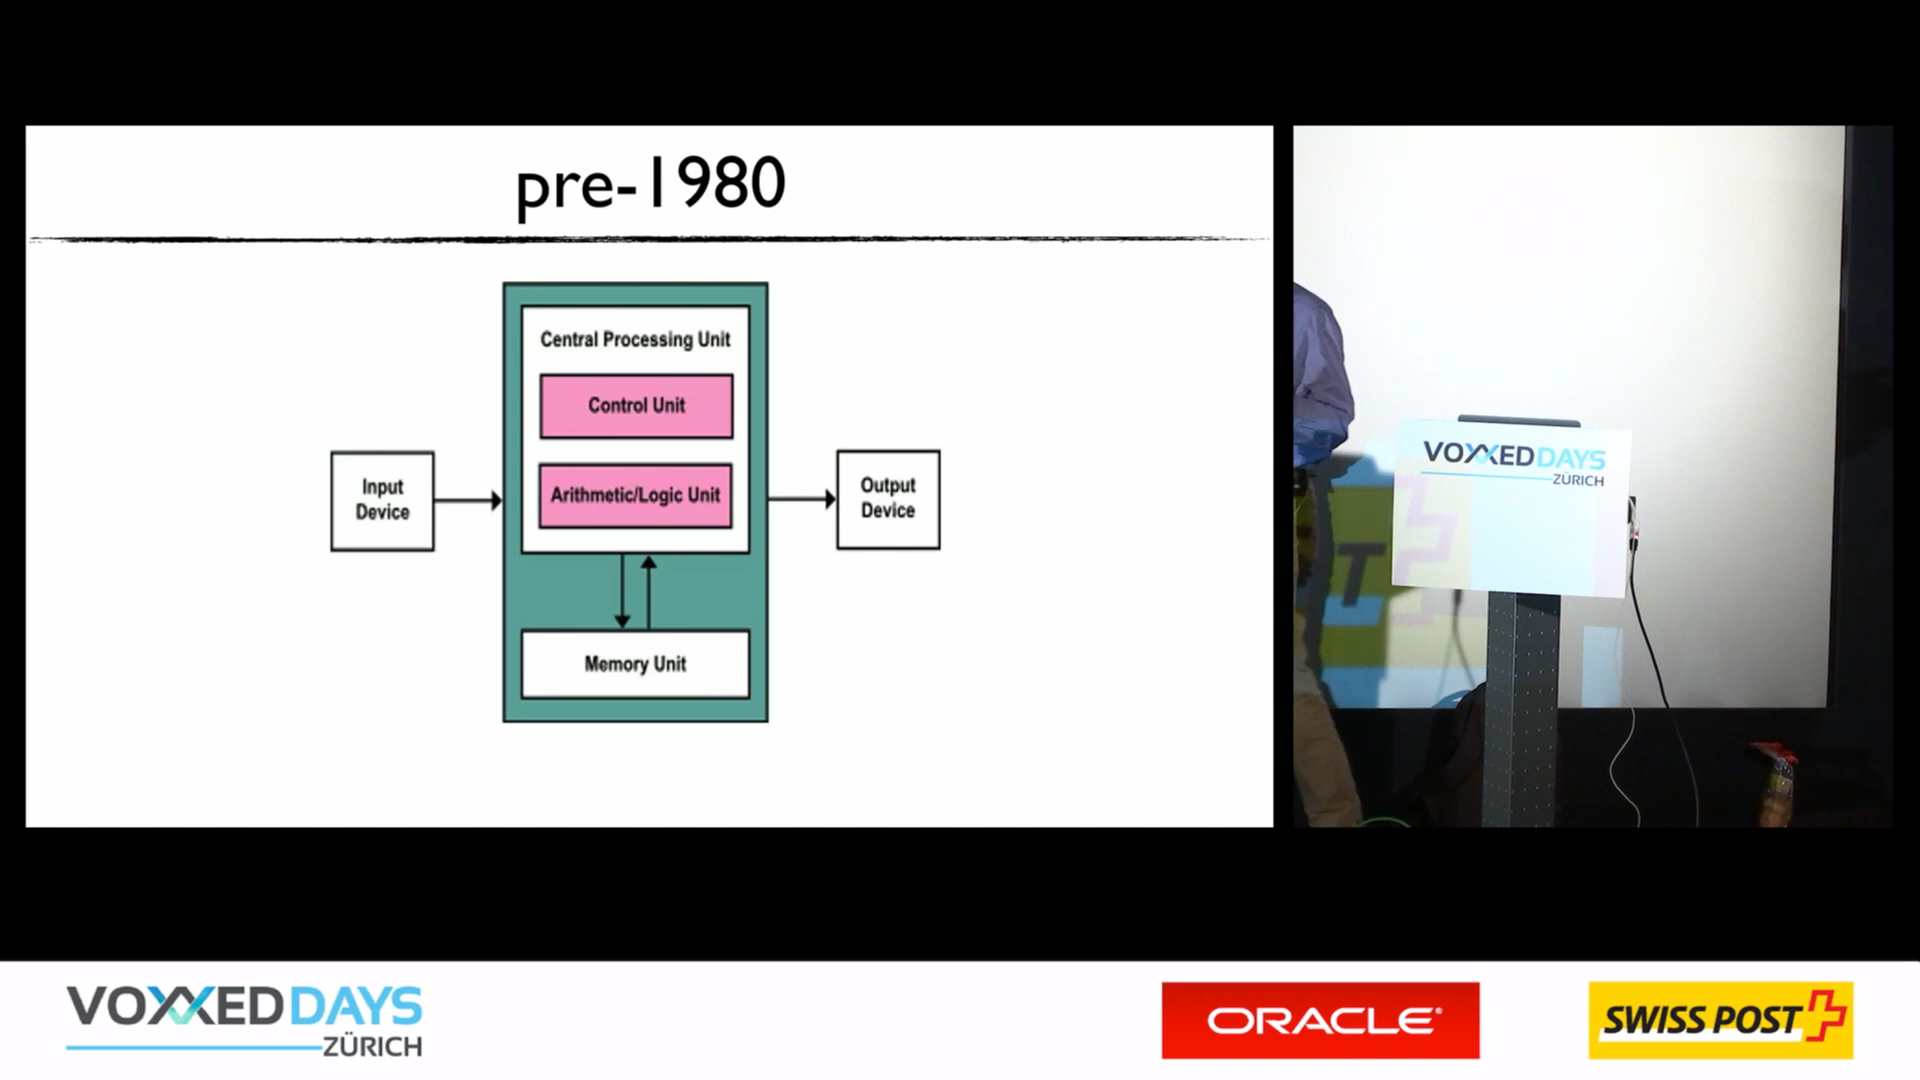 pre-1980
Central Processing Unit
Control Unit
Arithmetic/Logic Unit
Input
Device
Output
Device
Memory Unit
VOXXED DAYS
ZÜRICH
T
VOXXED DAYS
ZÜRICH
ORACLE®
SWISS POST